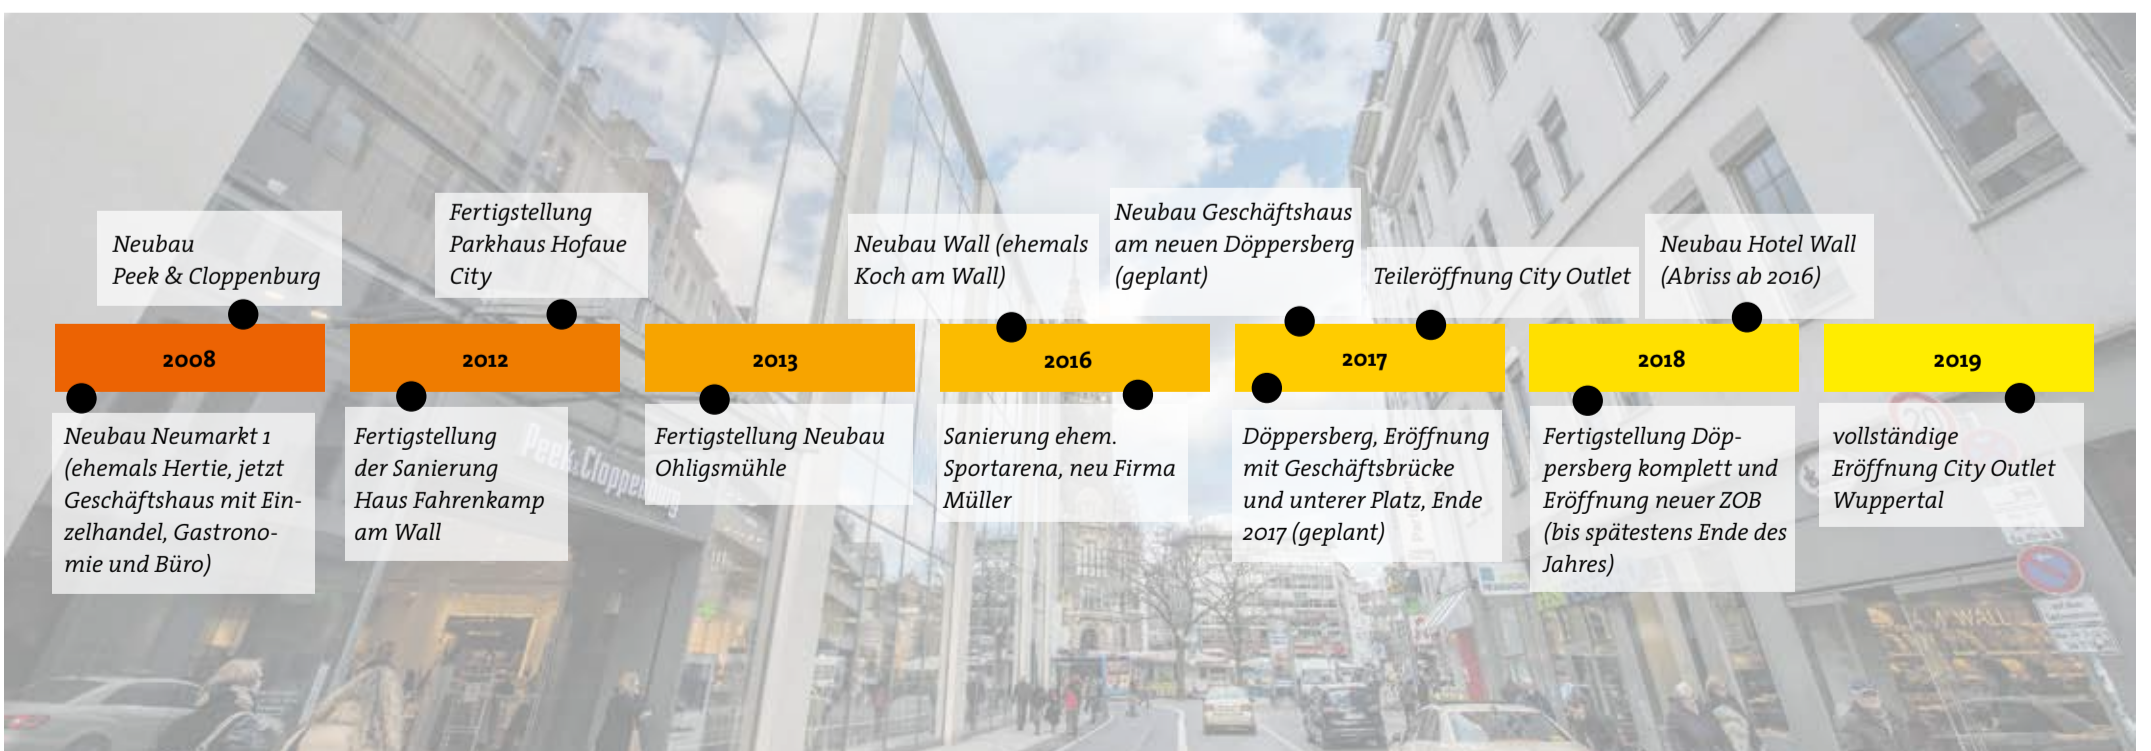 Neubau
Peek & Cloppenburg
Fertigstellung
Parkhaus Hofaue
City
Neubau Wall (ehemals
Koch am Wall)
Neubau Geschäftshaus
am neuen Döppersberg
(geplant)
Teileröffnung City Outlet
Neubau Hotel Wall
(Abriss ab 2016)
2008
2012
2013
2016
2017
2018
2019
Neubau Neumarkt 1
(ehemals Hertie, jetzt
Geschäftshaus mit Ein-
zelhandel, Gastrono-
mie und Büro)
Fertigstellung
der Sanierung
Haus Fahrenkamp
am Wall
Peek & Cloppenburg
Fertigstellung Neubau
Ohligsmühle
Sanierung ehem.
Sportarena, neu Firma
Müller
Döppersberg, Eröffnung
mit Geschäftsbrücke
und unterer Platz, Ende
2017 (geplant)
Fertigstellung Döp-
persberg komplett und
Eröffnung neuer ZOB
(bis spätestens Ende des
Jahres)
vollständige
Eröffnung City Outlet
Wuppertal